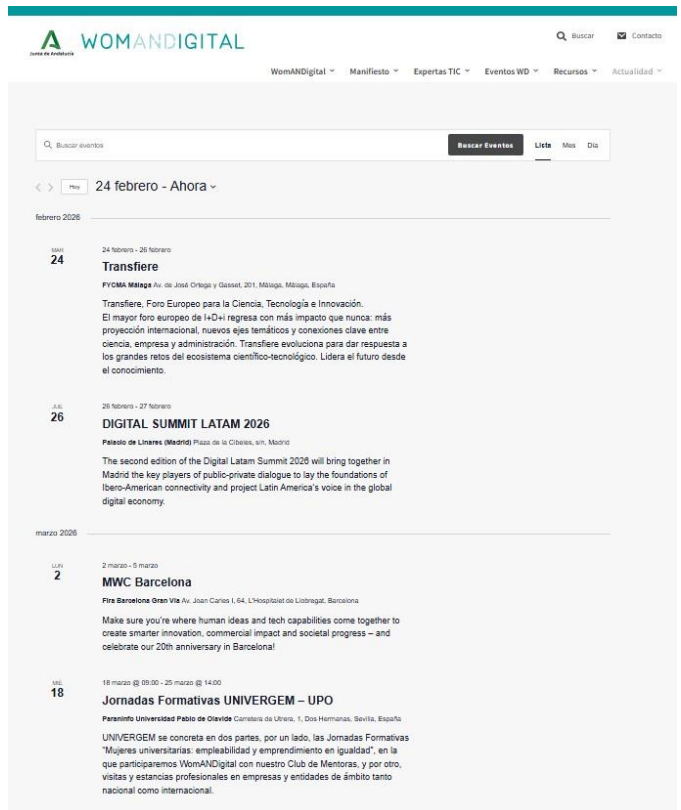 Buscar
Contacto
Junta de Andalucía
WOMANDIGITAL
WomANDigital
Manifiesto
Expertas TIC
Eventos WD
Recursos
Actualidad
Buscar eventos
Buscar Eventos
Lista
Mes
Día
Hoy
24 febrero - Ahora
febrero 2026
MAR
24
24 febrero - 26 febrero
Transfiere
FYCMA Málaga Av. de José Ortega y Gasset, 201, Málaga, Málaga, España
Transfiere, Foro Europeo para la Ciencia, Tecnología e Innovación.
El mayor foro europeo de I+D+i regresa con más impacto que nunca: más
proyección internacional, nuevos ejes temáticos y conexiones clave entre
ciencia, empresa y administración. Transfiere evoluciona para dar respuesta a
los grandes retos del ecosistema científico-tecnológico. Lidera el futuro desde
el conocimiento.
JUE
26
26 febrero - 27 febrero
DIGITAL SUMMIT LATAM 2026
Palacio de Linares (Madrid) Plaza de la Cibeles, s/n, Madrid
The second edition of the Digital Latam Summit 2026 will bring together in
Madrid the key players of public-private dialogue to lay the foundations of
Ibero-American connectivity and project Latin America's voice in the global
digital economy.
marzo 2026
LUN
2
2 marzo - 5 marzo
MWC Barcelona
Fira Barcelona Gran Via Av. Joan Carles I, 64, L'Hospitalet de Llobregat, Barcelona
Make sure you're where human ideas and tech capabilities come together to
create smarter innovation, commercial impact and societal progress – and
celebrate our 20th anniversary in Barcelona!
MIÉ
18
18 marzo @ 09:00 - 25 marzo @ 14:00
Jornadas Formativas UNIVERGEM – UPO
Paraninfo Universidad Pablo de Olavide Carretera de Utrera, 1, Dos Hermanas, Sevilla, España
UNIVERGEM se concreta en dos partes, por un lado, las Jornadas Formativas
"Mujeres universitarias: empleabilidad y emprendimiento en igualdad", en la
que participaremos WomANDigital con nuestro Club de Mentoras, y por otro,
visitas y estancias profesionales en empresas y entidades de ámbito tanto
nacional como internacional.